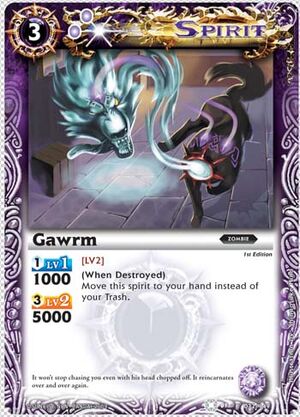 3
SPIRIT
Gawrm
ZOMBIE
1st Edition
1 LV1
1000
[LV2]
(When Destroyed)
Move this spirit to your hand instead of
your Trash.
3 LV2
5000
It won't stop chasing you even with his head chopped off. It reincarnates
over and over again.